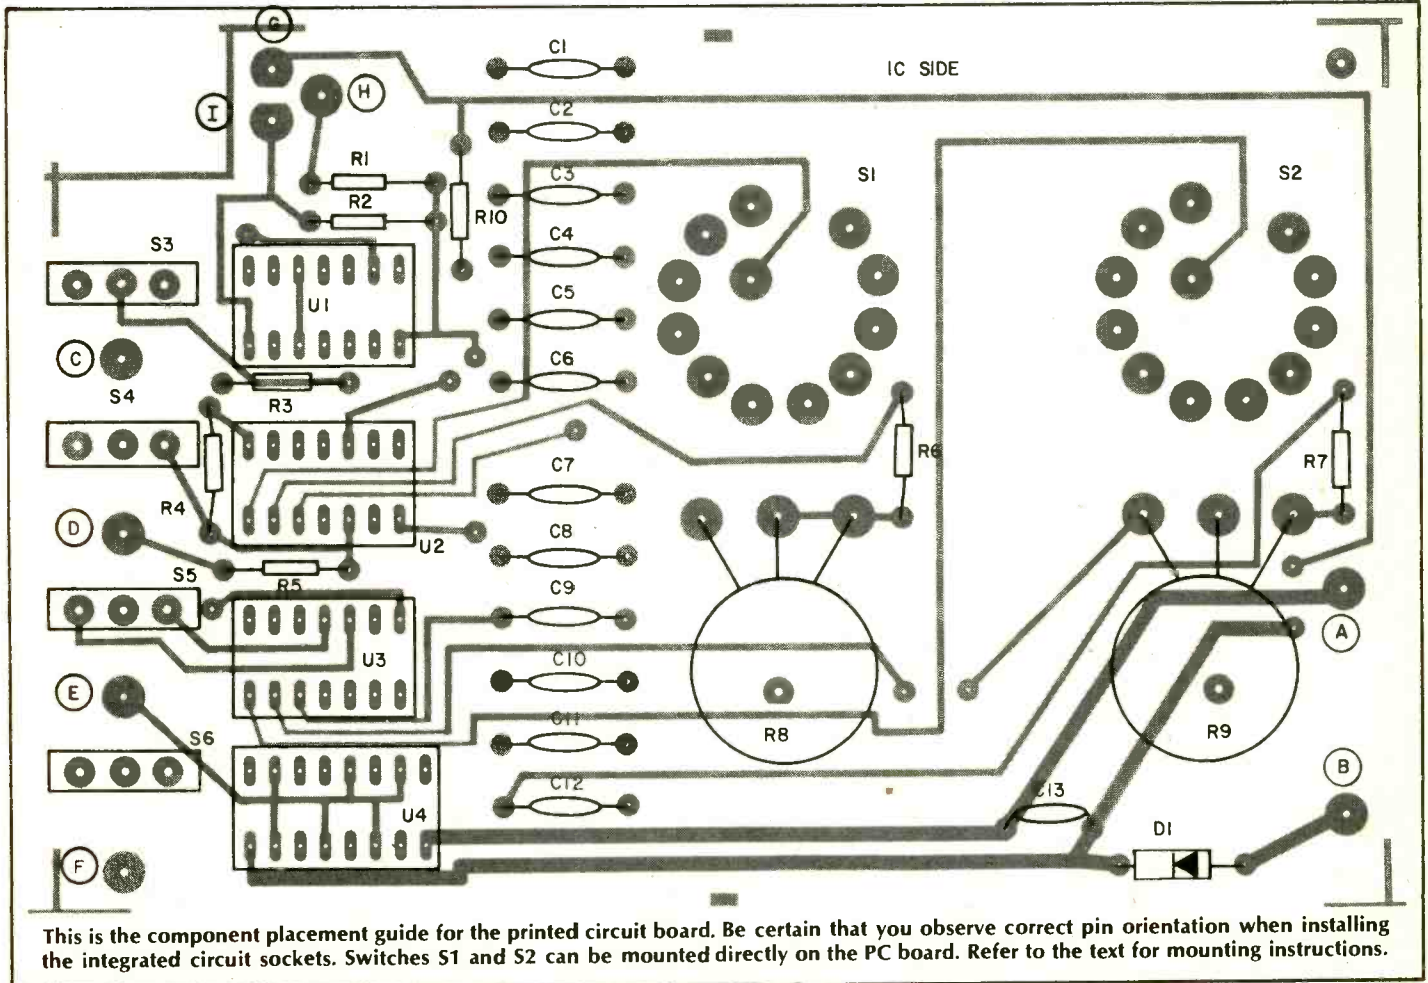 G
C1
IC SIDE
H
I
C2
R1
C3
S1
S2
R2
R10
S3
C4
U1
C5
C
C6
S4
R3
R6
R7
C7
R4
D
U2
C8
S5
R5
C9
A
U3
C10
E
C11
S6
R8
R9
B
C12
C13
U4
D1
F
This is the component placement guide for the printed circuit board. Be certain that you observe correct pin orientation when installing
the integrated circuit sockets. Switches S1 and S2 can be mounted directly on the PC board. Refer to the text for mounting instructions.